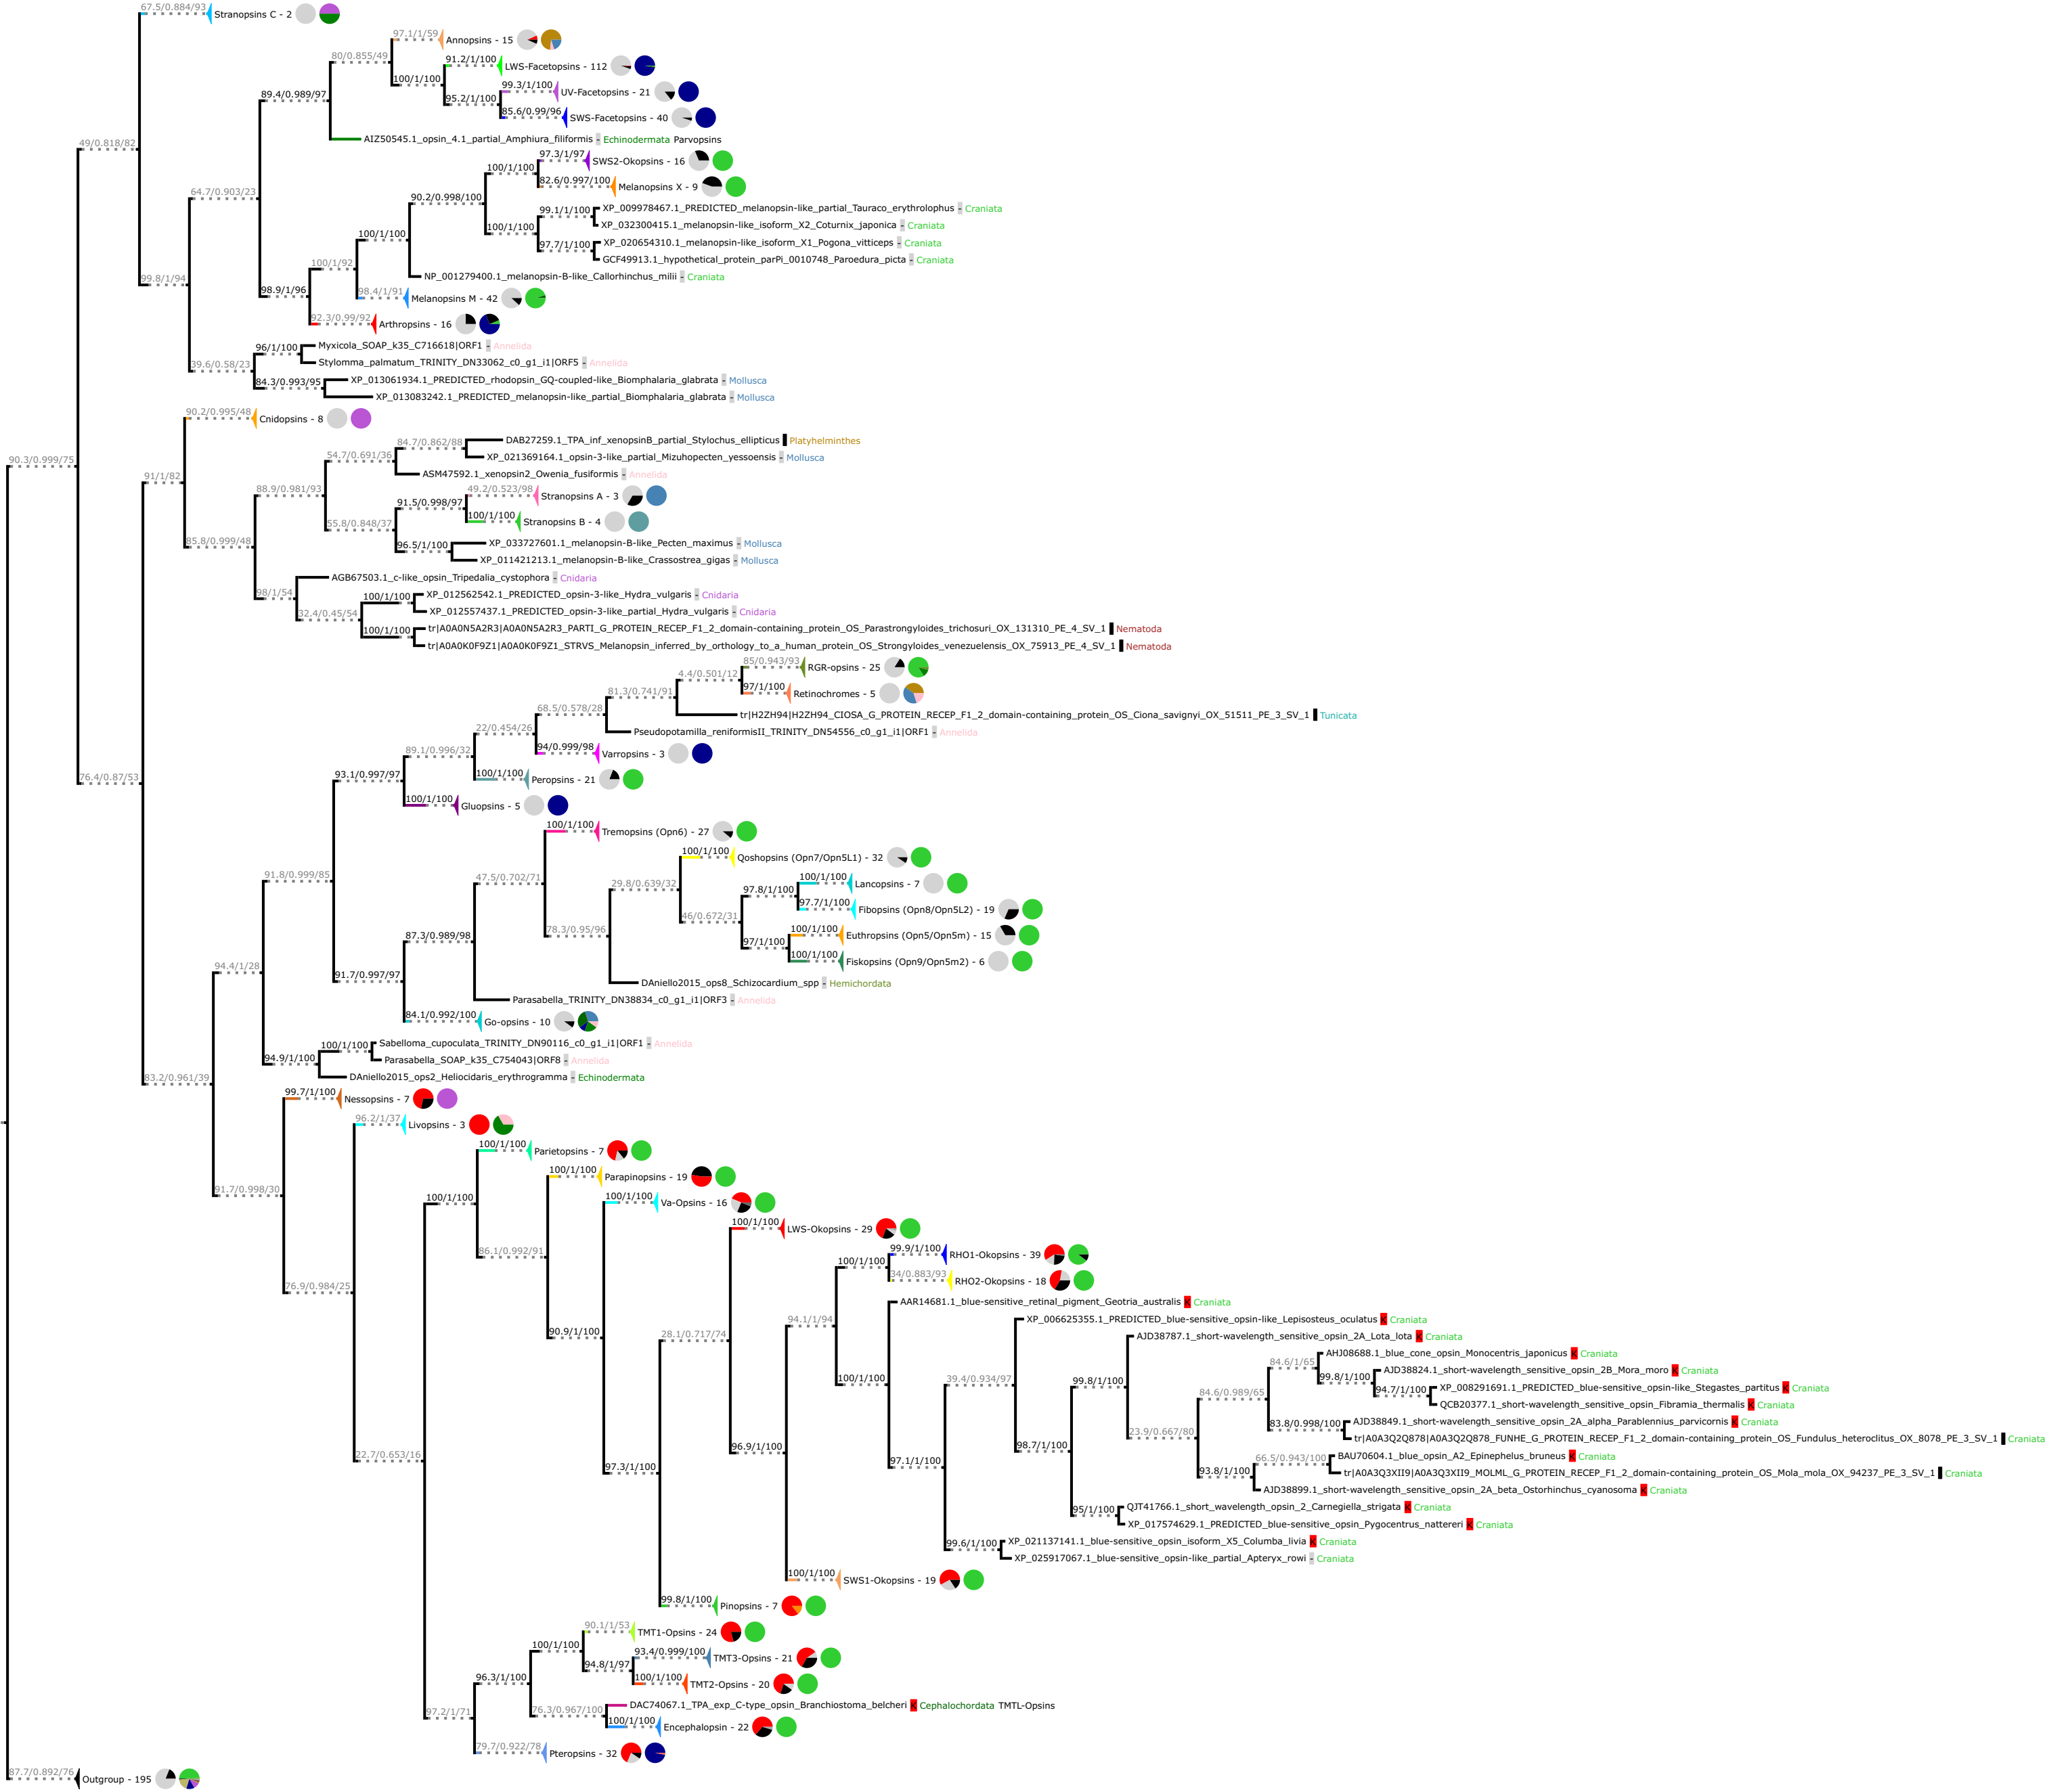 67.5/0.884/93 Stranopsins C - 2
97.1/1/59 Annopsins - 15
80/0.855/49
91.2/1/100 LWS-Facetopsins - 112
100/1/100
99.3/1/100 UV-Facetopsins - 21
89.4/0.989/97
95.2/1/100
85.6/0.99/96 SWS-Facetopsins - 40
AIZ50545.1_opsin_4.1_partial_Amphiura_filiformis - Echinodermata Parvopsins
49/0.818/82
97.3/1/97 SWS2-Okopsins - 16
100/1/100
82.6/0.997/100 Melanopsins X - 9
64.7/0.903/23
90.2/0.998/100
XP_009978467.1_PREDICTED_melanopsin-like_partial_Tauraco_erythrolophus - Craniata
99.1/1/100
XP_032300415.1_melanopsin-like_isoform_X2_Coturnix_japonica - Craniata
100/1/100
100/1/100
XP_020654310.1_melanopsin-like_isoform_X1_Pogona_vitticeps - Craniata
97.7/1/100
GCF49913.1_hypothetical_protein_parPi_0010748_Paroedura_picta - Craniata
100/1/92
NP_001279400.1_melanopsin-B-like_Callorhinchus_milii - Craniata
99.8/1/94
98.9/1/96
98.4/1/91 Melanopsins M - 42
92.3/0.99/92 Arthropsins - 16
Myxicola_SOAP_k35_C716618|ORF1 - Annelida
96/1/100
Stylomma_palmatum_TRINITY_DN33062_c0_g1_i1|ORF5 - Annelida
39.6/0.58/23
XP_013061934.1_PREDICTED_rhodopsin_GQ-coupled-like_Biomphalaria_glabrata - Mollusca
84.3/0.993/95
XP_013083242.1_PREDICTED_melanopsin-like_partial_Biomphalaria_glabrata - Mollusca
90.2/0.995/48 Cnidopsins - 8
DAB27259.1_TPA_inf_xenopsinB_partial_Stylochus_ellipticus Platyhelminthes
84.7/0.862/88
XP_021369164.1_opsin-3-like_partial_Mizuhopecten_yessoensis - Mollusca
54.7/0.691/36
90.3/0.999/75
ASM47592.1_xenopsin2_Owenia_fusiformis - Annelida
91/1/82
88.9/0.981/93
49.2/0.523/98 Stranopsins A - 3
91.5/0.998/97
100/1/100 Stranopsins B - 4
55.8/0.848/37
XP_033727601.1_melanopsin-B-like_Pecten_maximus - Mollusca
85.8/0.999/48
96.5/1/100
XP_011421213.1_melanopsin-B-like_Crassostrea_gigas - Mollusca
AGB67503.1_c-like_opsin_Tripedalia_cystophora - Cnidaria
98/1/54
XP_012562542.1_PREDICTED_opsin-3-like_Hydra_vulgaris - Cnidaria
100/1/100
XP_012557437.1_PREDICTED_opsin-3-like_partial_Hydra_vulgaris - Cnidaria
32.4/0.45/54
tr|A0A0N5A2R3|A0A0N5A2R3_PARTI_G_PROTEIN_RECEP_F1_2_domain-containing_protein_OS_Parastrongyloides_trichosuri_OX_131310_PE_4_SV_1 Nematoda
100/1/100
tr|A0A0K0F9Z1|A0A0K0F9Z1_STRVS_Melanopsin_inferred_by_orthology_to_a_human_protein_OS_Strongyloides_venezuelensis_OX_75913_PE_4_SV_1 Nematoda
85/0.943/93 RGR-opsins - 25
4.4/0.501/12
97/1/100 Retinochromes - 5
81.3/0.741/91
tr|H2ZH94|H2ZH94_CIOSA_G_PROTEIN_RECEP_F1_2_domain-containing_protein_OS_Ciona_savignyi_OX_51511_PE_3_SV_1 Tunicata
68.5/0.578/28
Pseudopotamilla_reniformisII_TRINITY_DN54556_c0_g1_i1|ORF1 - Annelida
22/0.454/26
94/0.999/98 Varropsins - 3
89.1/0.996/32
100/1/100 Peropsins - 21
76.4/0.87/53
93.1/0.997/97
100/1/100 Gluopsins - 5
100/1/100 Tremopsins (Opn6) - 27
100/1/100 Qoshopsins (Opn7/Opn5L1) - 32
91.8/0.999/85
47.5/0.702/71
29.8/0.639/32
100/1/100 Lancopsins - 7
97.8/1/100
97.7/1/100 Fibopsins (Opn8/Opn5L2) - 19
46/0.672/31
100/1/100 Euthropsins (Opn5/Opn5m) - 15
87.3/0.989/98
78.3/0.95/96
97/1/100
100/1/100 Fiskopsins (Opn9/Opn5m2) - 6
94.4/1/28
91.7/0.997/97
DAniello2015_ops8_Schizocardium_spp - Hemichordata
Parasabella_TRINITY_DN38834_c0_g1_i1|ORF3 - Annelida
84.1/0.992/100 Go-opsins - 10
Sabelloma_cupoculata_TRINITY_DN90116_c0_g1_i1|ORF1 - Annelida
100/1/100
Parasabella_SOAP_k35_C754043|ORF8 - Annelida
94.9/1/100
DAniello2015_ops2_Heliocidaris_erythrogramma - Echinodermata
83.2/0.961/39
99.7/1/100 Nessopsins - 7
96.2/1/37 Livopsins - 3
100/1/100 Parietopsins - 7
100/1/100 Parapinopsins - 19
91.7/0.998/30
100/1/100
100/1/100 Va-Opsins - 16
100/1/100 LWS-Okopsins - 29
86.1/0.992/91
99.9/1/100 RHO1-Okopsins - 39
100/1/100
34/0.883/93 RHO2-Okopsins - 18
76.9/0.984/25
AAR14681.1_blue-sensitive_retinal_pigment_Geotria_australis K Craniata
94.1/1/94
XP_006625355.1_PREDICTED_blue-sensitive_opsin-like_Lepisosteus_oculatus K Craniata
90.9/1/100
28.1/0.717/74
AJD38787.1_short-wavelength_sensitive_opsin_2A_Lota_lota K Craniata
AHJ08688.1_blue_cone_opsin_Monocentris_japonicus K Craniata
84.6/1/65
AJD38824.1_short-wavelength_sensitive_opsin_2B_Mora_moro K Craniata
99.8/1/100
100/1/100
39.4/0.934/97
99.8/1/100
XP_008291691.1_PREDICTED_blue-sensitive_opsin-like_Stegastes_partitus K Craniata
94.7/1/100
84.6/0.989/65
QCB20377.1_short-wavelength_sensitive_opsin_Fibramia_thermalis K Craniata
AJD38849.1_short-wavelength_sensitive_opsin_2A_alpha_Parablennius_parvicornis K Craniata
83.8/0.998/100
tr|A0A3Q2Q878|A0A3Q2Q878_FUNHE_G_PROTEIN_RECEP_F1_2_domain-containing_protein_OS_Fundulus_heteroclitus_OX_8078_PE_3_SV_1 Craniata
23.9/0.667/80
96.9/1/100
98.7/1/100
BAU70604.1_blue_opsin_A2_Epinephelus_bruneus K Craniata
22.7/0.653/16
66.5/0.943/100
97.3/1/100
97.1/1/100
tr|A0A3Q3XII9|A0A3Q3XII9_MOLML_G_PROTEIN_RECEP_F1_2_domain-containing_protein_OS_Mola_mola_OX_94237_PE_3_SV_1 Craniata
93.8/1/100
AJD38899.1_short-wavelength_sensitive_opsin_2A_beta_Ostorhinchus_cyanosoma K Craniata
QJT41766.1_short_wavelength_opsin_2_Carnegiella_strigata K Craniata
95/1/100
XP_017574629.1_PREDICTED_blue-sensitive_opsin_Pygocentrus_nattereri K Craniata
XP_021137141.1_blue-sensitive_opsin_isoform_X5_Columba_livia K Craniata
99.6/1/100
XP_025917067.1_blue-sensitive_opsin-like_partial_Apteryx_rowi - Craniata
100/1/100 SWS1-Okopsins - 19
99.8/1/100 Pinopsins - 7
90.1/1/53 TMT1-Opsins - 24
100/1/100
93.4/0.999/100 TMT3-Opsins - 21
94.8/1/97
96.3/1/100
100/1/100 TMT2-Opsins - 20
DAC74067.1_TPA_exp_C-type_opsin_Branchiostoma_belcheri K Cephalochordata TMTL-Opsins
97.2/1/71
76.3/0.967/100
100/1/100 Encephalopsin - 22
79.7/0.922/78 Pteropsins - 32
87.7/0.892/76 Outgroup - 195